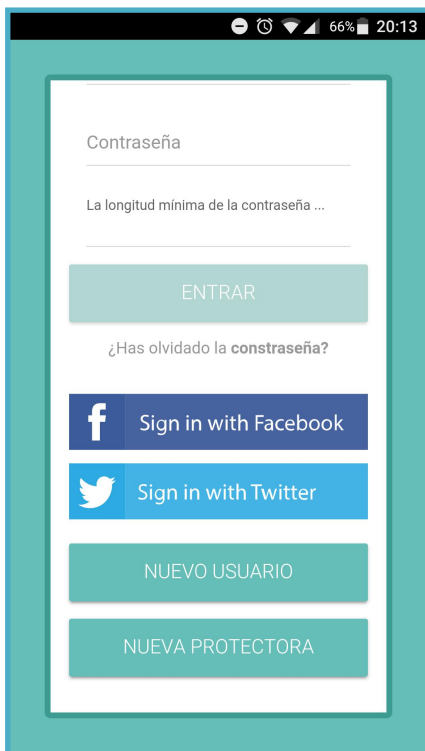 66% 20:13
Contraseña
La longitud mínima de la contraseña ...
ENTRAR
¿Has olvidado la constraseña?
f Sign in with Facebook
Sign in with Twitter
NUEVO USUARIO
NUEVA PROTECTORA